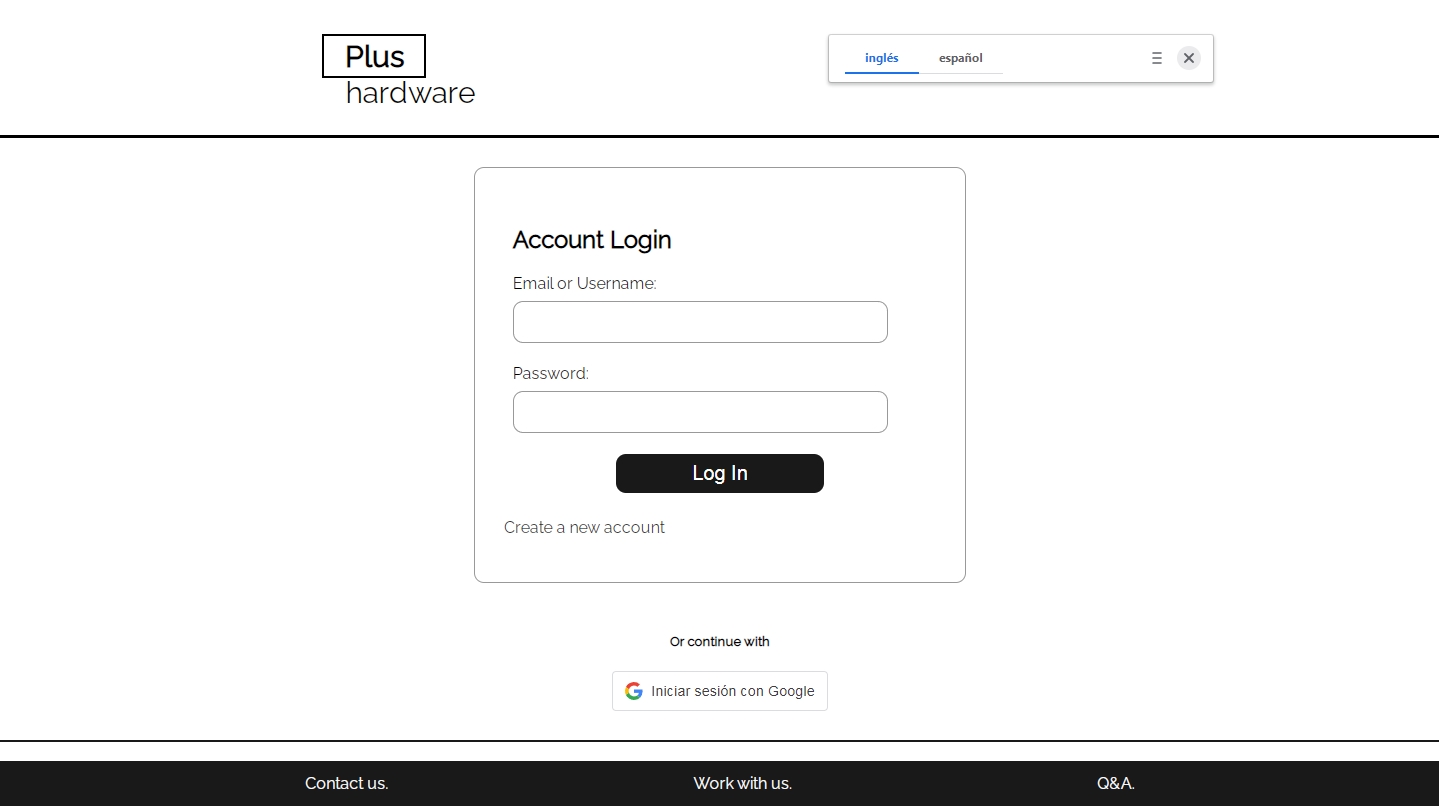 Plus
hardware
inglés español
Account Login
Email or Username:
Password:
Log In
Create a new account
Or continue with
Iniciar sesión con Google
Contact us. Work with us. Q&A.